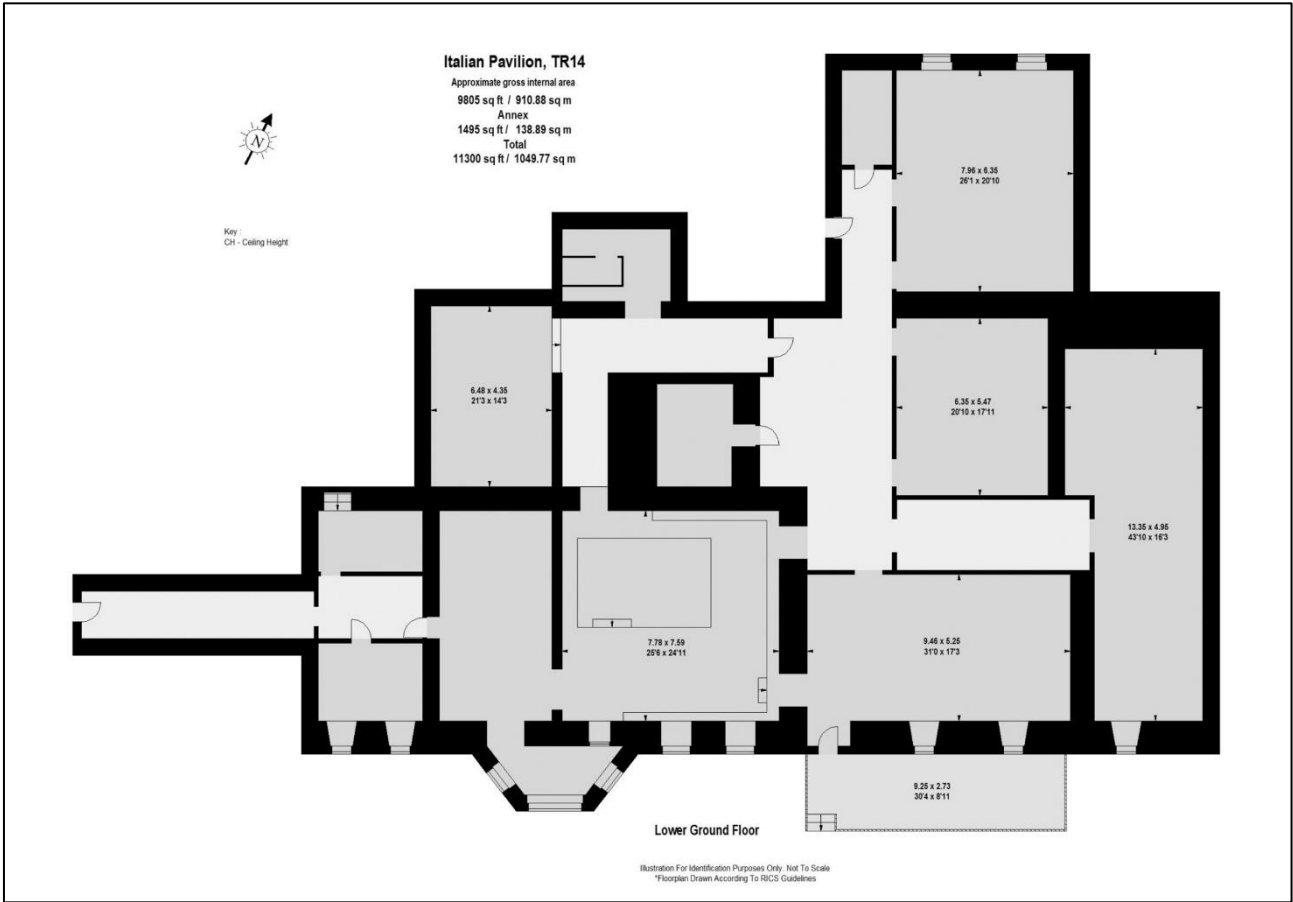 Italian Pavilion, TR14
Approximate gross internal area
9805 sq ft / 910.88 sq m
Annex
1495 sq ft / 138.89 sq m
Total
11300 sq ft / 1049.77 sq m
N
Key :
CH - Ceiling Height
7.96 x 6.35
26'1 x 20'10
6.48 x 4.35
21'3 x 14'3
6.35 x 5.47
20'10 x 17'11
13.35 x 4.95
43'10 x 16'3
7.78 x 7.59
25'6 x 24'11
9.46 x 5.25
31'0 x 17'3
9.25 x 2.73
30'4 x 8'11
Lower Ground Floor
Illustration For Identification Purposes Only. Not To Scale
*Floorplan Drawn According To RICS Guidelines